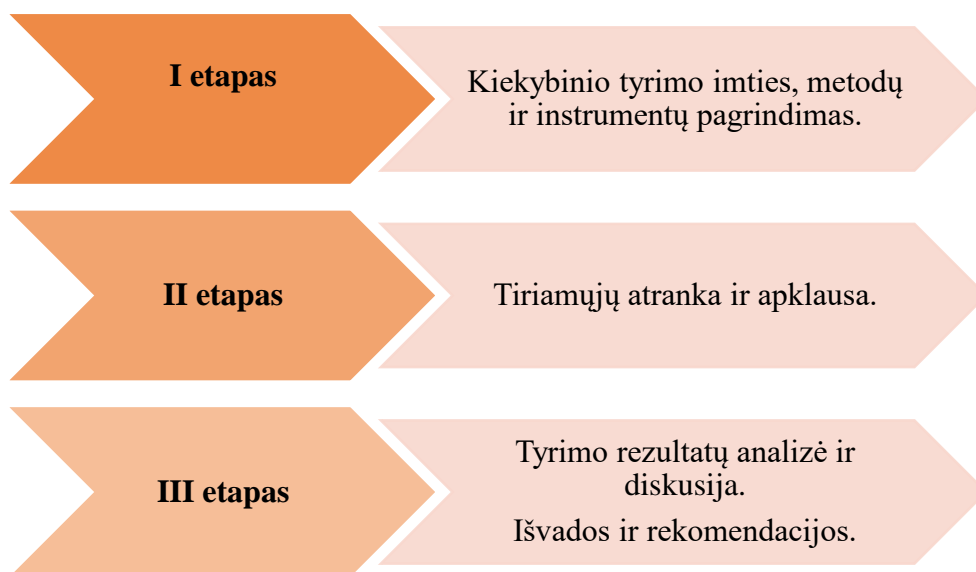 I etapas
Kiekybinio tyrimo imties, metodų
ir instrumentų pagrindimas.
II etapas
Tiriamųjų atranka ir apklausa.
III etapas
Tyrimo rezultatų analizė ir
diskusija.
Išvados ir rekomendacijos.